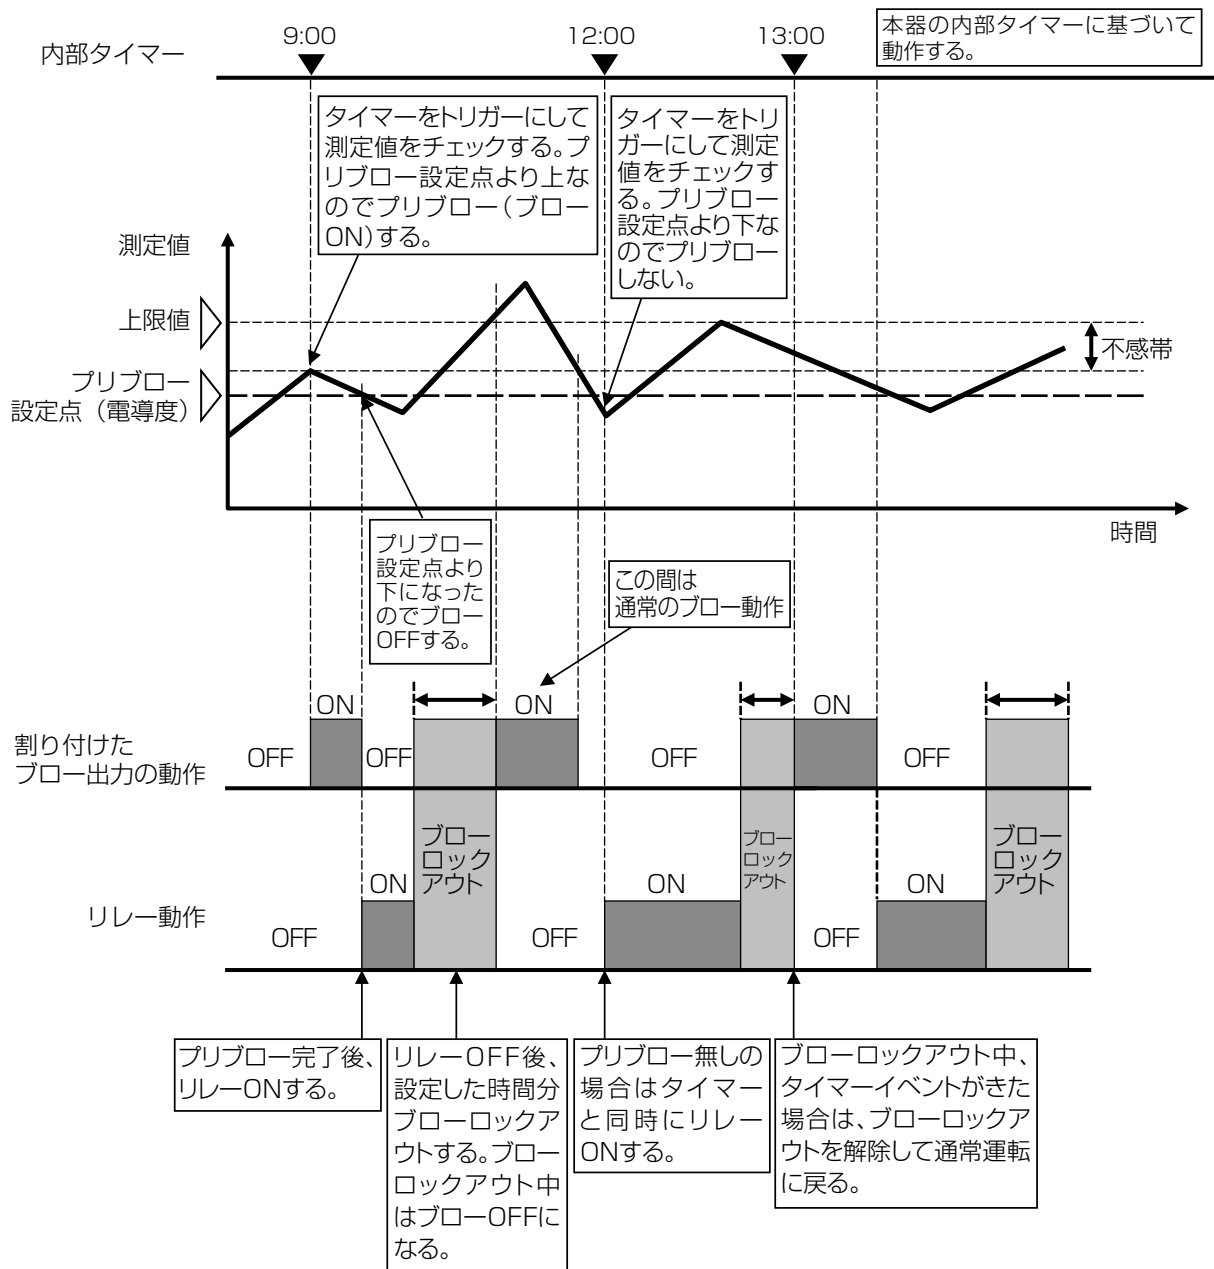 内部タイマー
9:00
12:00
13:00
本器の内部タイマーに基づいて
動作する。
タイマーをトリガーにして
測定値をチェックする。プ
リブロー設定点より上な
のでプリブロー(ブロー
ON)する。
タイマーをトリ
ガーにして測定
値をチェックす
る。プリブロー
設定点より下な
のでプリブロー
しない。
測定値
上限値
プリブロー
設定点（電導度）
不感帯
時間
プリブロー
設定点より
下になった
のでブロー
OFFする。
この間は
通常のブロー動作
割り付けた
ブロー出力の動作
OFF
ON
OFF
ON
OFF
ON
OFF
ブロー
ロック
アウト
ブロー
ロック
アウト
ブロー
ロック
アウト
リレー動作
OFF
ON
OFF
ON
OFF
ON
プリブロー完了後、
リレーONする。
リレーOFF後、
設定した時間分
ブローロックア
ウトする。ブロー
ロックアウト中
はブローOFFに
なる。
プリブロー無しの
場合はタイマー
と同時にリレー
ONする。
ブローロックアウト中、
タイマーイベントがきた
場合は、ブローロックア
ウトを解除して通常運転
に戻る。